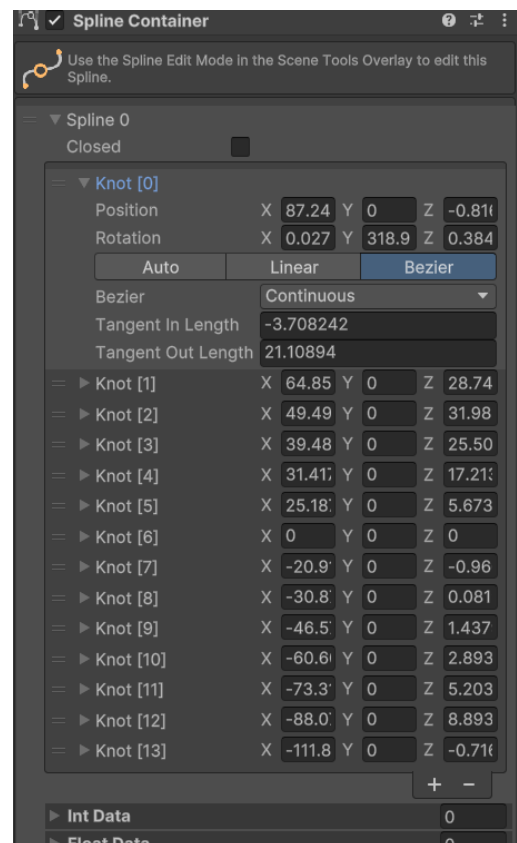 Spline Container
Use the Spline Edit Mode in the Scene Tools Overlay to edit this
Spline.
Spline 0
Closed
Knot [0]
Position X 87.24 Y 0 Z -0.816
Rotation X 0.027 Y 318.9 Z 0.384
Auto Linear Bezier
Bezier Continuous
Tangent In Length -3.708242
Tangent Out Length 21.10894
Knot [1] X 64.85 Y 0 Z 28.74
Knot [2] X 49.49 Y 0 Z 31.98
Knot [3] X 39.48 Y 0 Z 25.50
Knot [4] X 31.417 Y 0 Z 17.213
Knot [5] X 25.18 Y 0 Z 5.673
Knot [6] X 0 Y 0 Z 0
Knot [7] X -20.9 Y 0 Z -0.96
Knot [8] X -30.8 Y 0 Z 0.081
Knot [9] X -46.5 Y 0 Z 1.437
Knot [10] X -60.6 Y 0 Z 2.893
Knot [11] X -73.3 Y 0 Z 5.203
Knot [12] X -88.0 Y 0 Z 8.893
Knot [13] X -111.8 Y 0 Z -0.716
+ -
Int Data 0
Float Data 0